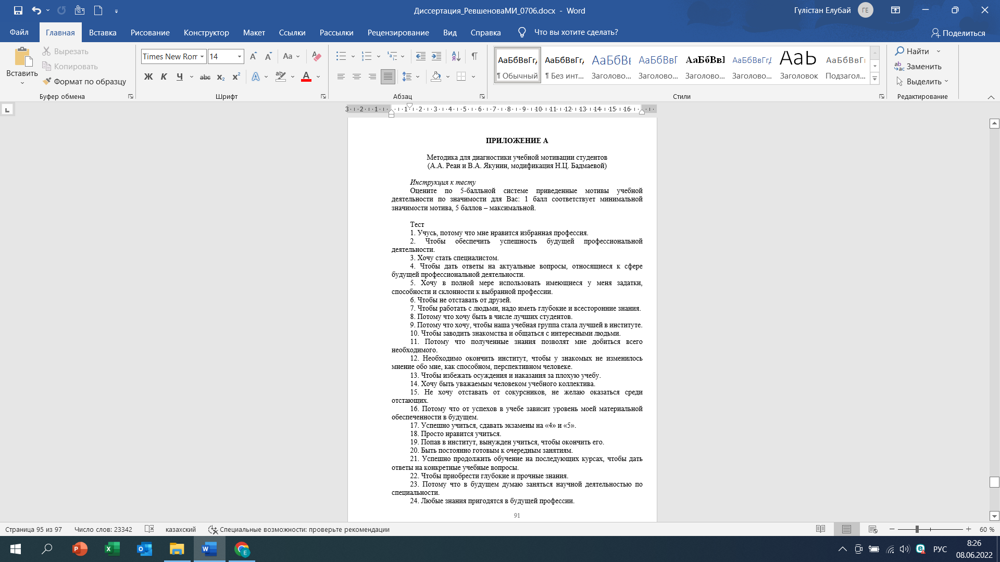 Диссертация_РевшеноваМИ_0706.docx - Word
Гүлістан Елубай
ГЕ
Файл
Главная
Вставка
Рисование
Конструктор
Макет
Ссылки
Рассылки
Рецензирование
Вид
Справка
Что вы хотите сделать?
Поделиться
Вставить
Вырезать
Копировать
Формат по образцу
Буфер обмена
Times New Rom
14
Aa
Ж К Ч abc x₂ x²
Шрифт
Абзац
АаБбВвГг,
¶ Обычный
АаБбВвГг,
¶ Без инт...
АаБбВв
Заголово...
АаБбВвГ
Заголово...
АаБбВвІ
Заголово...
АаБбВвГг
Заголово...
АаЬ
Заголовок
АаБбВвГг
Подзагол...
Стили
Найти
Заменить
Выделить
Редактирование
3 2 1 1 2 3 4 5 6 7 8 9 10 11 12 13 14 15 16
ПРИЛОЖЕНИЕ А
Методика для диагностики учебной мотивации студентов
(А.А. Реан и В.А. Якунин, модификация Н.Ц. Бадмаевой)
Инструкция к тесту
Оцените по 5-балльной системе приведенные мотивы учебной
деятельности по значимости для Вас: 1 балл соответствует минимальной
значимости мотива, 5 баллов – максимальной.
Тест
1. Учусь, потому что мне нравится избранная профессия.
2. Чтобы обеспечить успешность будущей профессиональной
деятельности.
3. Хочу стать специалистом.
4. Чтобы дать ответы на актуальные вопросы, относящиеся к сфере
будущей профессиональной деятельности.
5. Хочу в полной мере использовать имеющиеся у меня задатки,
способности и склонности к выбранной профессии.
6. Чтобы не отставать от друзей.
7. Чтобы работать с людьми, надо иметь глубокие и всесторонние знания.
8. Потому что хочу быть в числе лучших студентов.
9. Потому что хочу, чтобы наша учебная группа стала лучшей в институте.
10. Чтобы заводить знакомства и общаться с интересными людьми.
11. Потому что полученные знания позволят мне добиться всего
необходимого.
12. Необходимо окончить институт, чтобы у знакомых не изменилось
мнение обо мне, как способном, перспективном человеке.
13. Чтобы избежать осуждения и наказания за плохую учебу.
14. Хочу быть уважаемым человеком учебного коллектива.
15. Не хочу отставать от сокурсников, не желаю оказаться среди
отстающих.
16. Потому что от успехов в учебе зависит уровень моей материальной
обеспеченности в будущем.
17. Успешно учиться, сдавать экзамены на «4» и «5».
18. Просто нравится учиться.
19. Попав в институт, вынужден учиться, чтобы окончить его.
20. Быть постоянно готовым к очередным занятиям.
21. Успешно продолжить обучение на последующих курсах, чтобы дать
ответы на конкретные учебные вопросы.
22. Чтобы приобрести глубокие и прочные знания.
23. Потому что в будущем думаю заняться научной деятельностью по
специальности.
24. Любые знания пригодятся в будущей профессии.
91
Страница 95 из 97
Число слов: 23342
казахский
Специальные возможности: проверьте рекомендации
60 %
РУС
8:26
08.06.2022